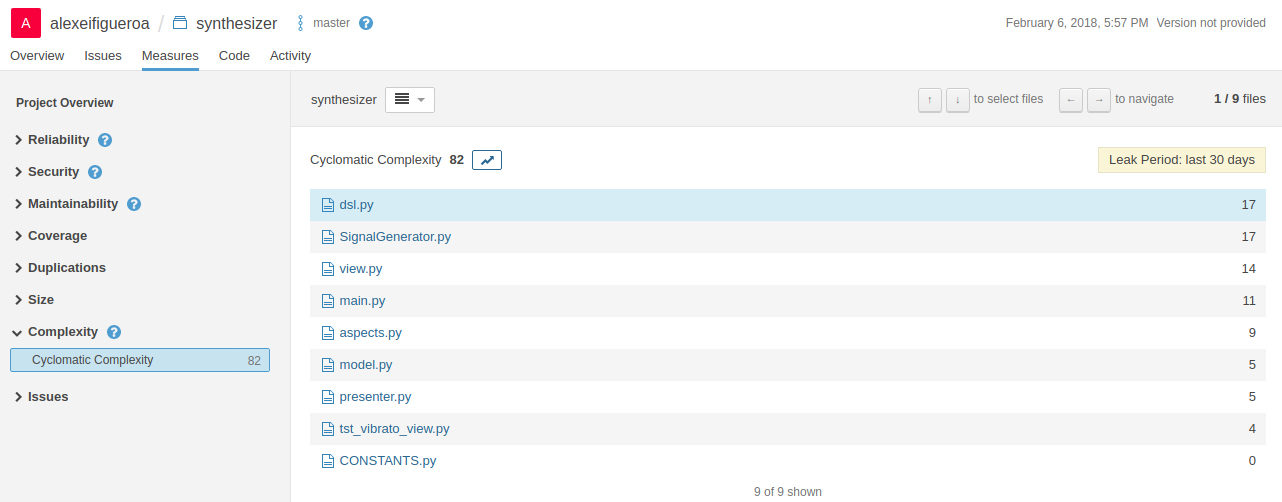 A alexeifigueroa / synthesizer master ? February 6, 2018, 5:57 PM Version not provided
Overview Issues Measures Code Activity
Project Overview
Reliability ?
Security ?
Maintainability ?
Coverage
Duplications
Size
Complexity ?
Cyclomatic Complexity 82
Issues
synthesizer ↑ ↓ to select files ← → to navigate 1 / 9 files
Cyclomatic Complexity 82 Leak Period: last 30 days
dsl.py 17
SignalGenerator.py 17
view.py 14
main.py 11
aspects.py 9
model.py 5
presenter.py 5
tst_vibrato_view.py 4
CONSTANTS.py 0
9 of 9 shown